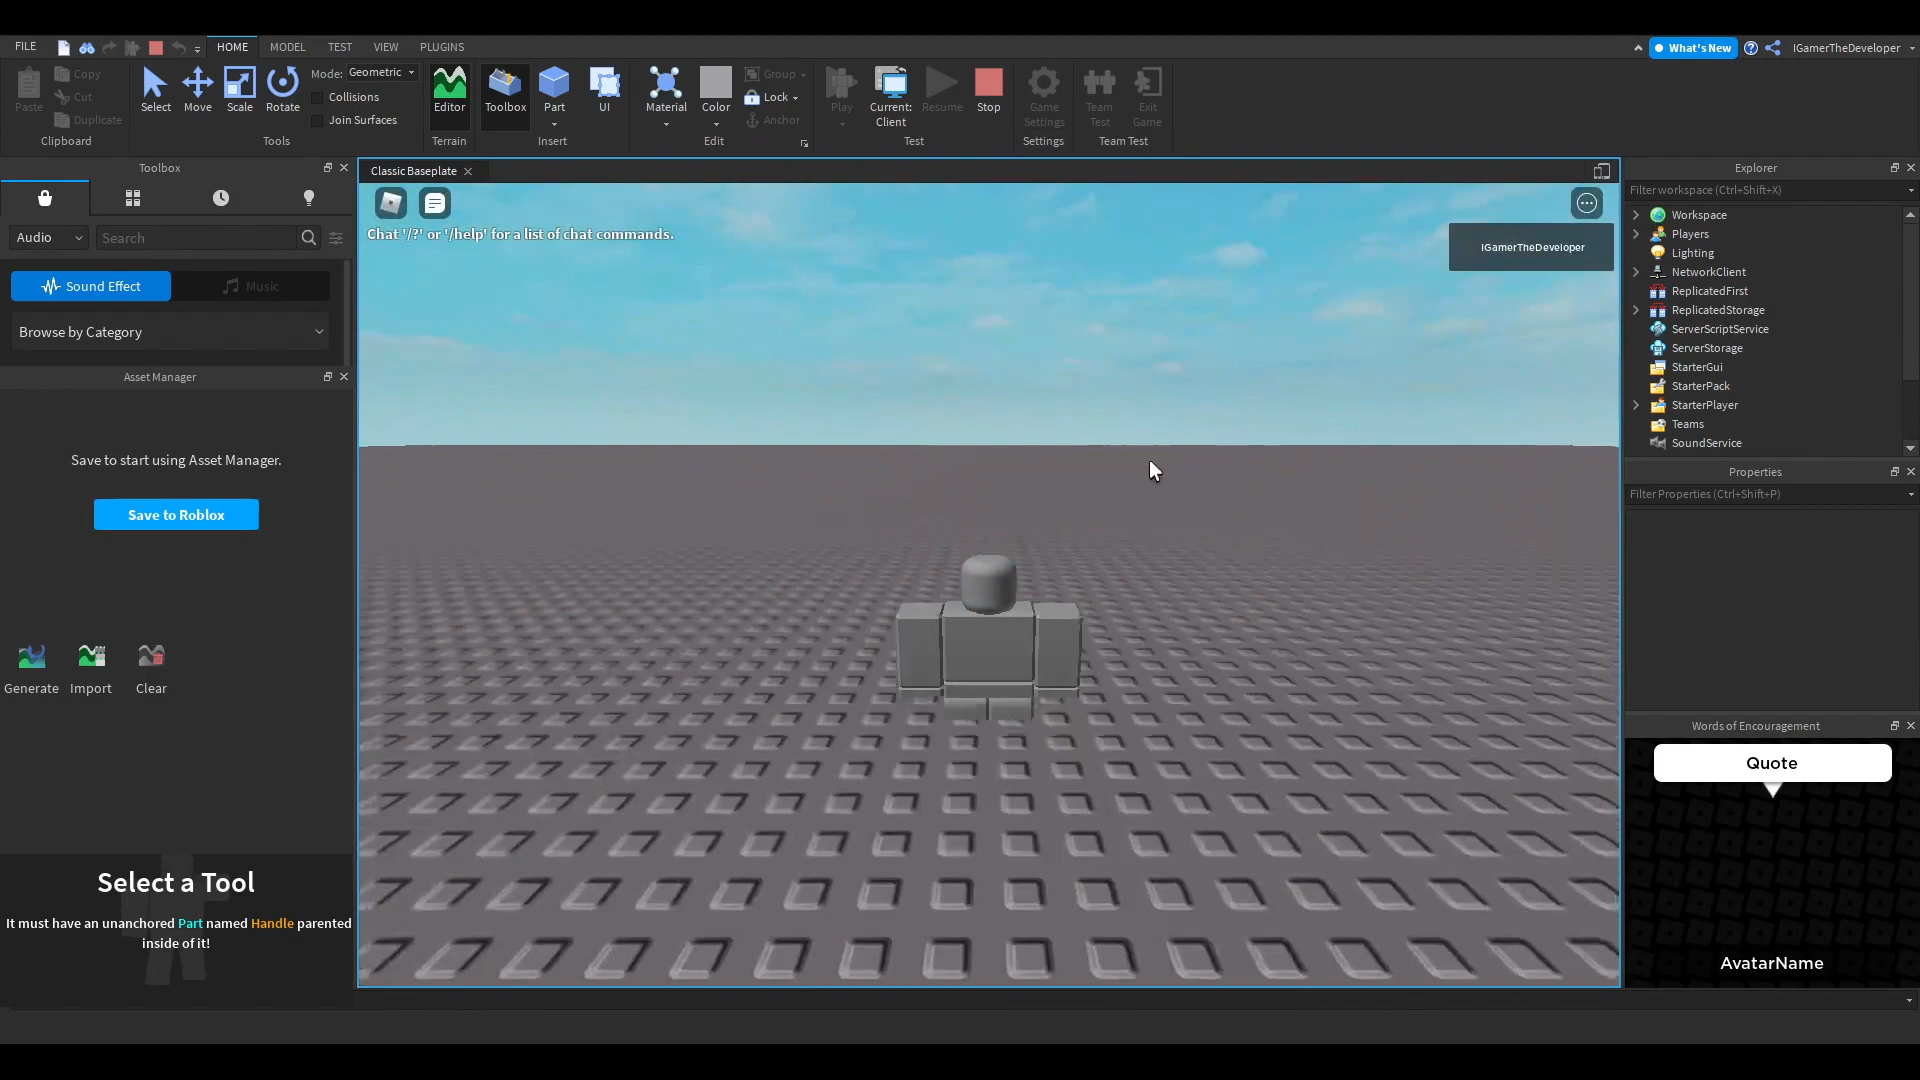 FILE
HOME
MODEL
TEST
VIEW
PLUGINS
What's New
IGamerTheDeveloper
Paste
Copy
Cut
Duplicate
Clipboard
Select
Move
Scale
Rotate
Mode: Geometric
Collisions
Join Surfaces
Tools
Editor
Terrain
Toolbox
Part
UI
Insert
Material
Color
Group
Lock
Anchor
Edit
Play
Current:
Client
Resume
Stop
Test
Game
Settings
Settings
Team
Test
Exit
Game
Team Test
Toolbox
Audio
Search
Sound Effect
Music
Browse by Category
Asset Manager
Save to start using Asset Manager.
Save to Roblox
Generate
Import
Clear
Select a Tool
It must have an unanchored Part named Handle parented
inside of it!
Classic Baseplate
Chat '/?' or '/help' for a list of chat commands.
IGamerTheDeveloper
Explorer
Filter workspace (Ctrl+Shift+X)
Workspace
Players
Lighting
NetworkClient
ReplicatedFirst
ReplicatedStorage
ServerScriptService
ServerStorage
StarterGui
StarterPack
StarterPlayer
Teams
SoundService
Properties
Filter Properties (Ctrl+Shift+P)
Words of Encouragement
Quote
AvatarName